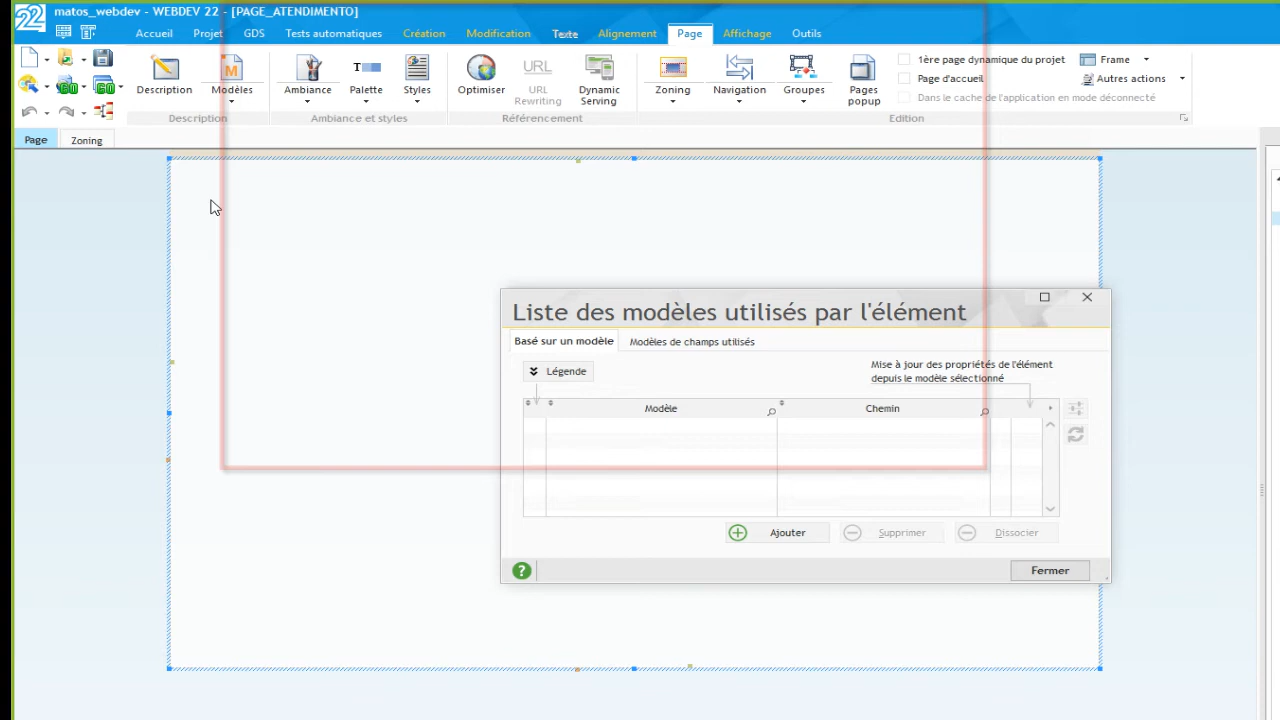 22 matos_webdev - WEBDEV 22 - [PAGE_ATENDIMENTO]
Accueil Projet GDS Tests automatiques Création Modification Texte Alignement Page Affichage Outils
Description Modèles Ambiance Palette Styles Optimiser URL Rewriting Dynamic Serving Zoning Navigation Groupes Pages popup
1ère page dynamique du projet Frame
Page d'accueil Autres actions
Dans le cache de l'application en mode déconnecté
Description Ambiance et styles Référencement Edition
Page Zoning
Liste des modèles utilisés par l'élément
Basé sur un modèle Modèles de champs utilisés
Légende
Mise à jour des propriétés de l'élément
depuis le modèle sélectionné
Modèle Chemin
Ajouter Supprimer Dissocier
? Fermer